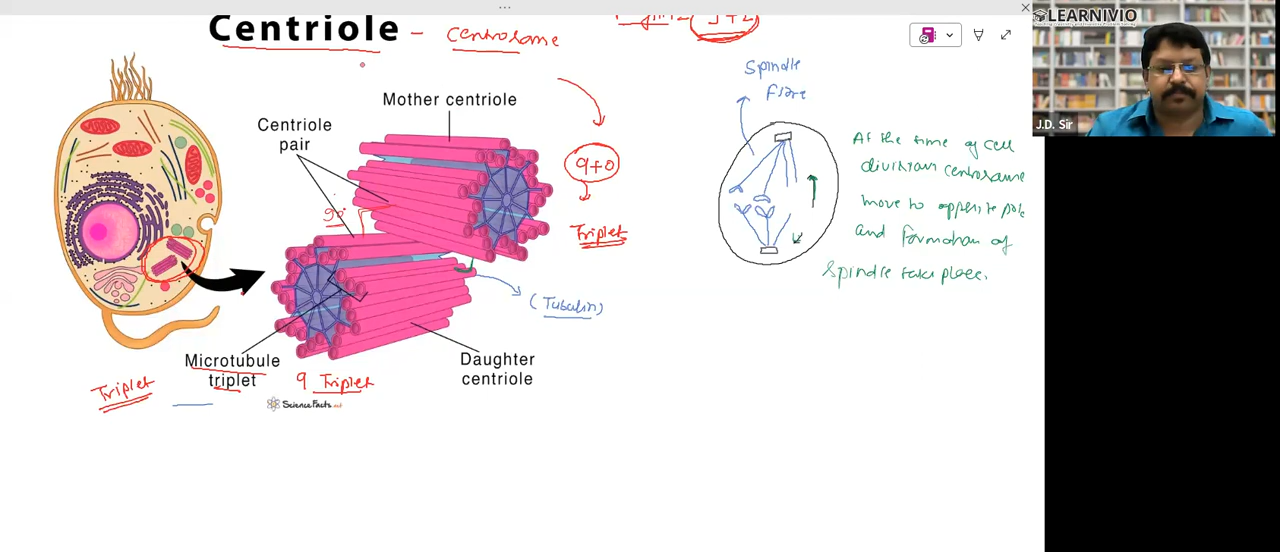 Centriole - Centrosome
9+2
LEARNIVIO
J.D. Sir
Mother centriole
Centriole
pair
90°
9+0
Triplet
(Tubulin)
Microtubule
triplet
Triplet
9 Triplet
Daughter
centriole
ScienceFacts.net
Spindle
Fibre
At the time of cell
division centrosome
move to opposite pole
and formation of
Spindle take place.